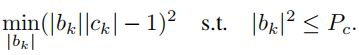 min(|b_k||c_k| − 1)² s.t. |b_k|² ≤ P_c.
|b_k|